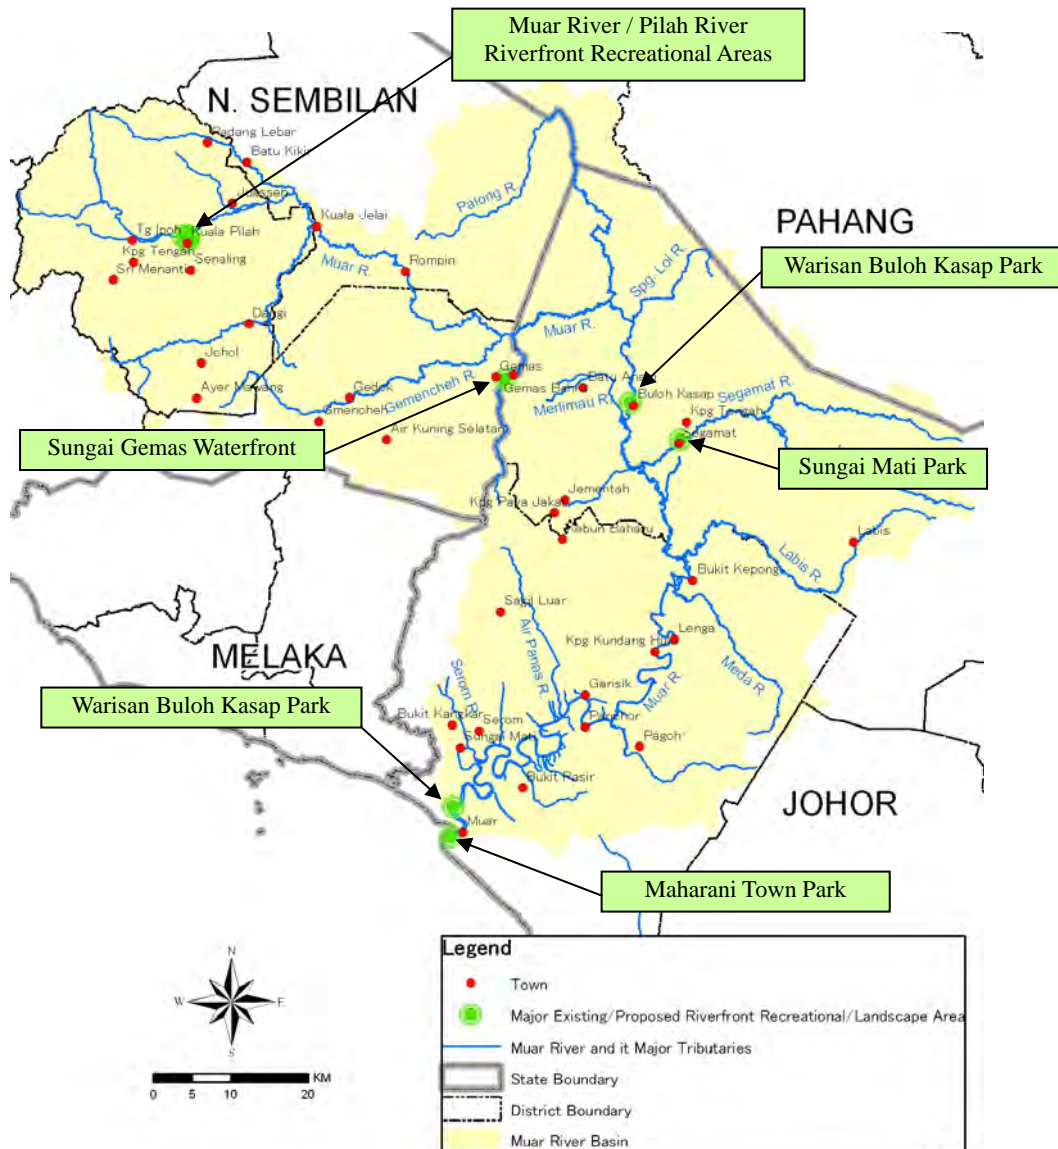 Muar River / Pilah River
Riverfront Recreational Areas
N. SEMBILAN
Padang Lebar
Batu Kikir
Juasseh
Palong R.
Kuala Jelai
PAHANG
Tg Ipoh
Kuala Pilah
Kpg Tengah
Senaling
Sri Menanti
Muar R.
Rompin
Spg. Loi R.
Warisan Buloh Kasap Park
Dangi
Muar R.
Johol
Gemas
Gemas Baru
Batu Anam
Ayer Mawang
Gedok
Gemencheh R.
Merlimau R.
Buloh Kasap
Segamat R.
Gmencheh
Kpg Tengah
Air Kuning Selatan
Segamat
Sungai Gemas Waterfront
Sungai Mati Park
Jementah
Kpg Paya Jakas
Kebun Baharu
Labis
Labis R.
Bukit Kepong
Sagil Luar
Air Panas R.
Lenga
Kpg Kundang Hulu
MELAKA
Serom R.
Meda R.
Muar R.
Garisik
Warisan Buloh Kasap Park
Bukit Kangkar
Serom
Panchor
Sungai Mati
Pagoh
Bukit Pasir
JOHOR
Muar
Maharani Town Park
Legend
Town
Major Existing/Proposed Riverfront Recreational/Landscape Area
Muar River and it Major Tributaries
State Boundary
District Boundary
Muar River Basin
N
W E
S
KM
0 5 10 20